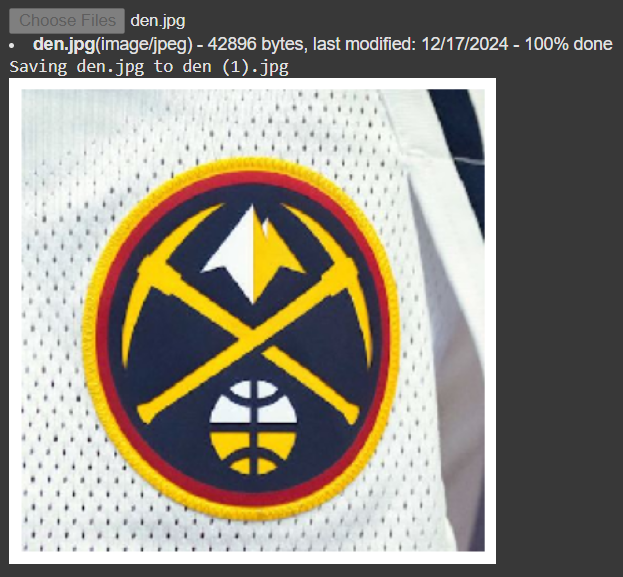 Choose Files den.jpg
den.jpg(image/jpeg) - 42896 bytes, last modified: 12/17/2024 - 100% done
Saving den.jpg to den (1).jpg